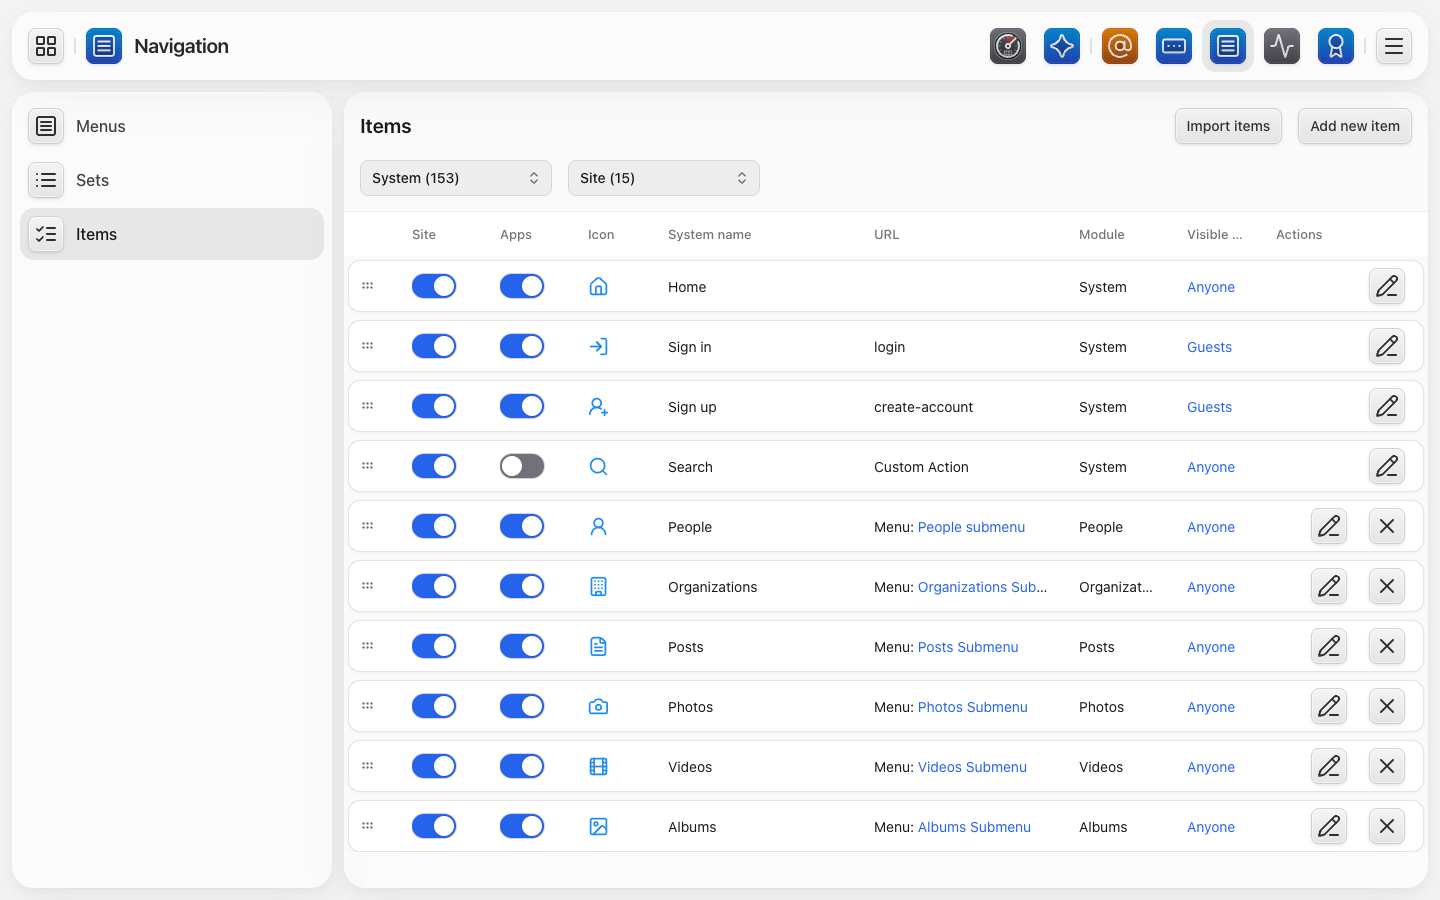 Navigation
Menus
Sets
Items
Items
Import items
Add new item
System (153)
Site (15)
Site Apps Icon System name URL Module Visible ... Actions
Home System Anyone
Sign in login System Guests
Sign up create-account System Guests
Search Custom Action System Anyone
People Menu: People submenu People Anyone
Organizations Menu: Organizations Sub... Organizat... Anyone
Posts Menu: Posts Submenu Posts Anyone
Photos Menu: Photos Submenu Photos Anyone
Videos Menu: Videos Submenu Videos Anyone
Albums Menu: Albums Submenu Albums Anyone